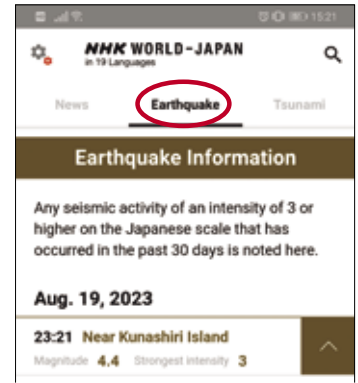 15:21
NHK WORLD-JAPAN
in 19 Languages
News Earthquake Tsunami
Earthquake Information
Any seismic activity of an intensity of 3 or
higher on the Japanese scale that has
occurred in the past 30 days is noted here.
Aug. 19, 2023
23:21 Near Kunashiri Island
Magnitude 4.4 Strongest intensity 3